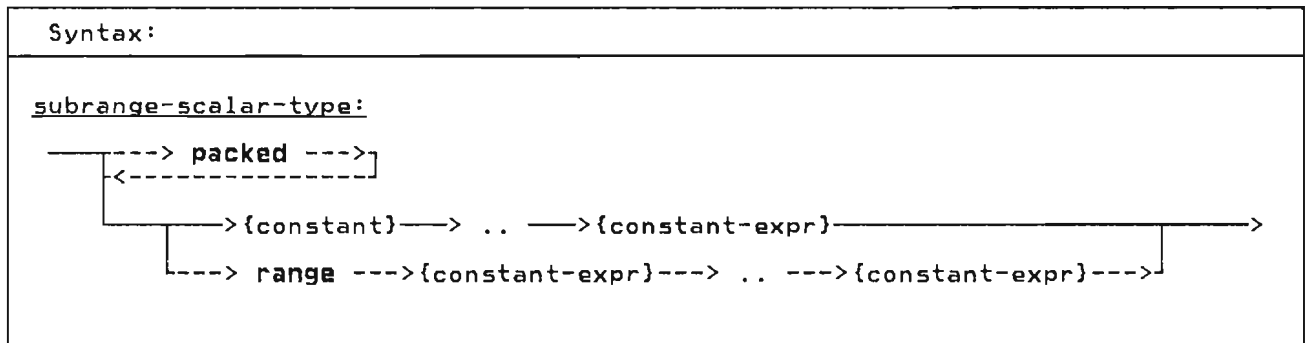 Syntax:
subrange-scalar-type:
---> packed --->
<---------------
--->{constant}---> .. --->{constant-expr}--->
---> range --->{constant-expr}---> .. --->{constant-expr}--->